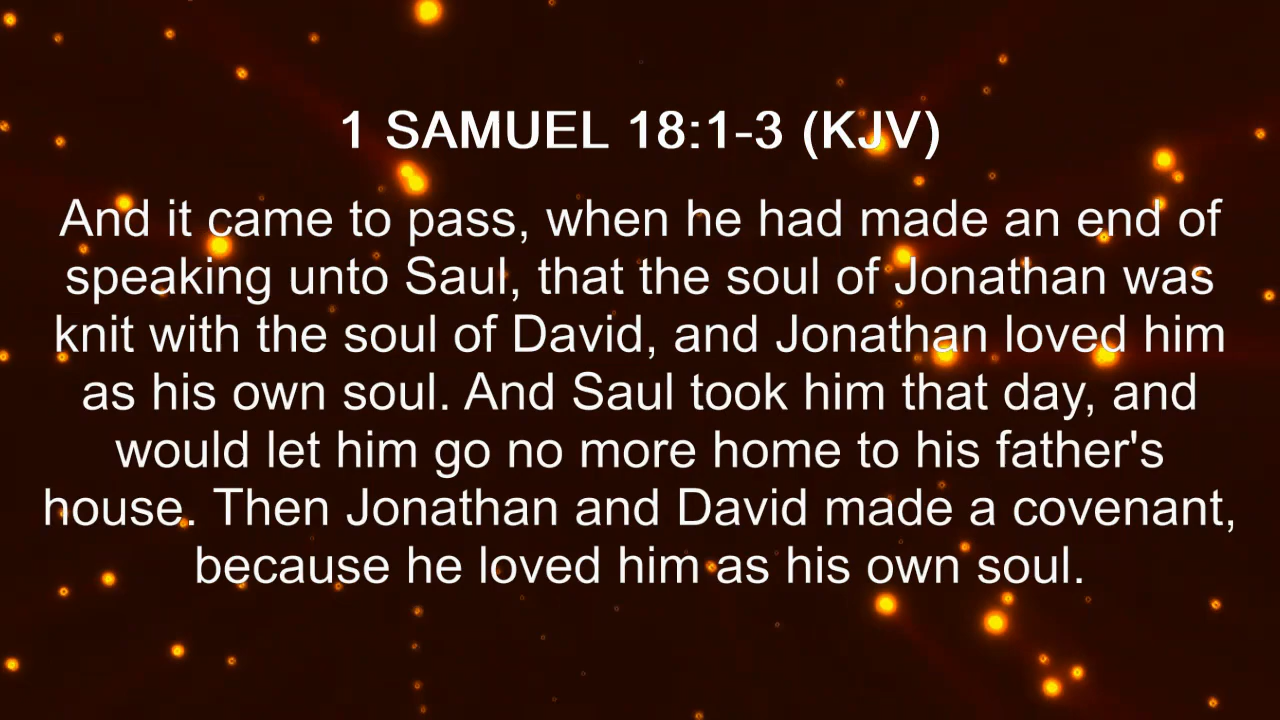 1 SAMUEL 18:1-3 (KJV)
And it came to pass, when he had made an end of
speaking unto Saul, that the soul of Jonathan was
knit with the soul of David, and Jonathan loved him
as his own soul. And Saul took him that day, and
would let him go no more home to his father's
house. Then Jonathan and David made a covenant,
because he loved him as his own soul.